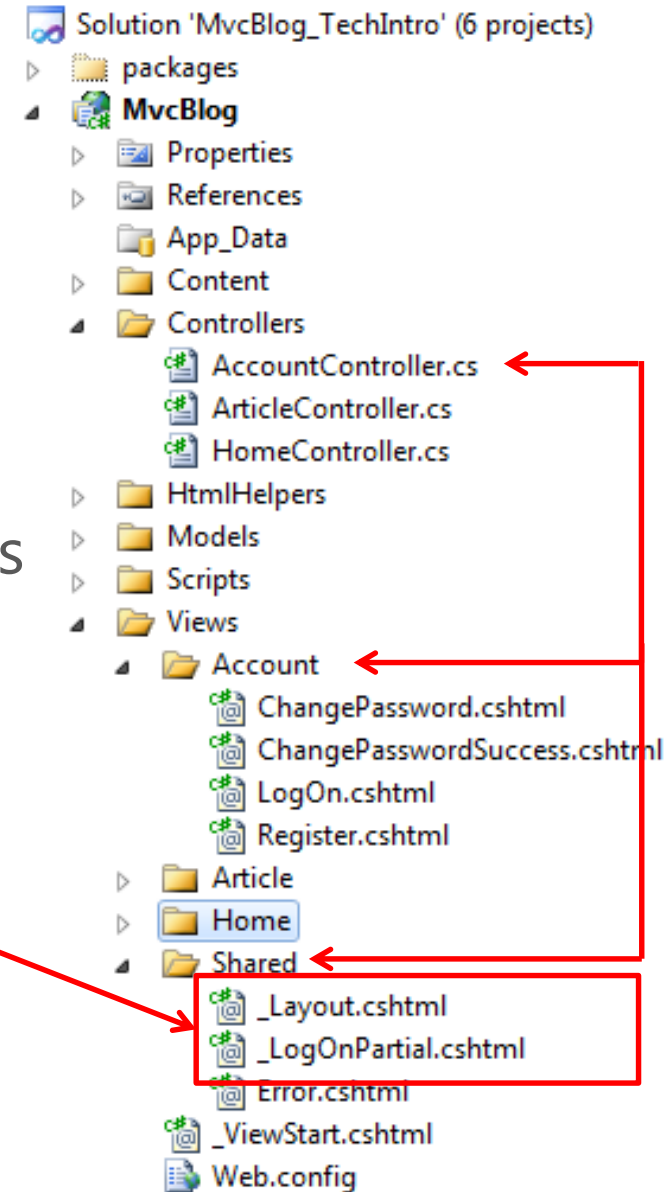 Solution 'MvcBlog_TechIntro' (6 projects)
packages
MvcBlog
Properties
References
App_Data
Content
Controllers
AccountController.cs
ArticleController.cs
HomeController.cs
HtmlHelpers
s
Models
Scripts
Views
Account
ChangePassword.cshtml
ChangePasswordSuccess.cshtml
LogOn.cshtml
Register.cshtml
Article
Home
Shared
_Layout.cshtml
_LogOnPartial.cshtml
Error.cshtml
_ViewStart.cshtml
Web.config